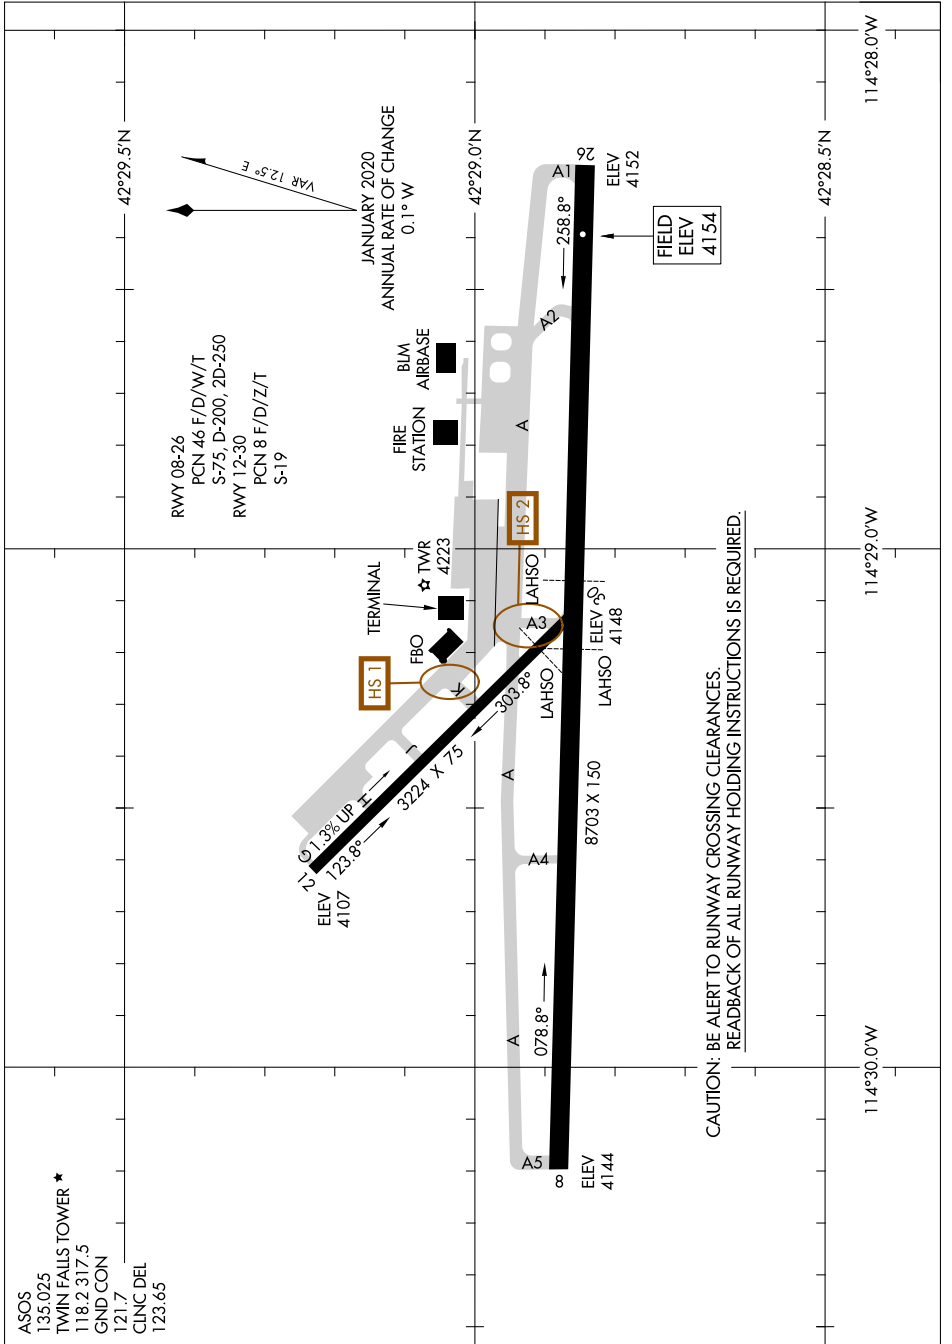 ASOS
135.025
TWIN FALLS TOWER ★
118.2 317.5
GND CON
121.7
CLNC DEL
123.65
42°29.5'N
42°29.0'N
42°28.5'N
114°30.0'W
114°29.0'W
114°28.0'W
VAR 12.5° E
JANUARY 2020
ANNUAL RATE OF CHANGE
0.1° W
RWY 08-26
PCN 46 F/D/W/T
S-75, D-200, 2D-250
RWY 12-30
PCN 8 F/D/Z/T
S-19
BLM
AIRBASE
FIRE
STATION
TWR
4223
TERMINAL
FBO
HS 1
HS 2
12
ELEV
4107
G
1.3% UP
123.8°
H
J
K
3224 X 75
303.8°
30
ELEV
4148
LAHSO
LAHSO
LAHSO
A
A
A
A1
A2
A3
A4
A5
8
ELEV
4144
078.8°
8703 X 150
258.8°
26
ELEV
4152
FIELD
ELEV
4154
CAUTION: BE ALERT TO RUNWAY CROSSING CLEARANCES.
READBACK OF ALL RUNWAY HOLDING INSTRUCTIONS IS REQUIRED.